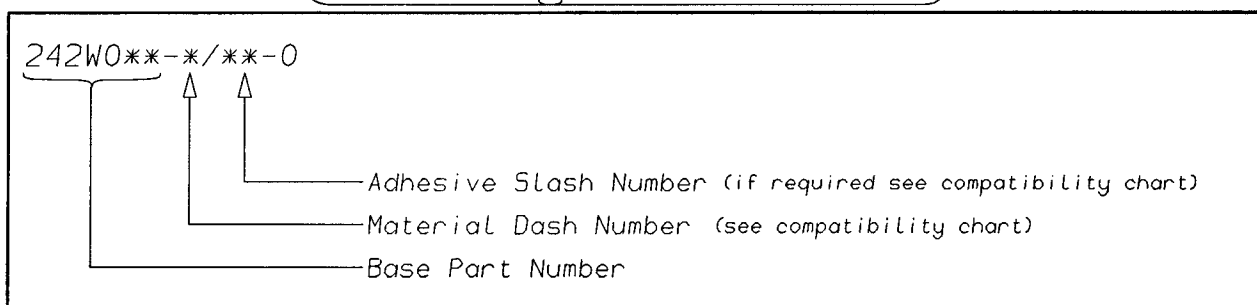 242W0**-*/**-0
Adhesive Slash Number (if required see compatibility chart)
Material Dash Number (see compatibility chart)
Base Part Number